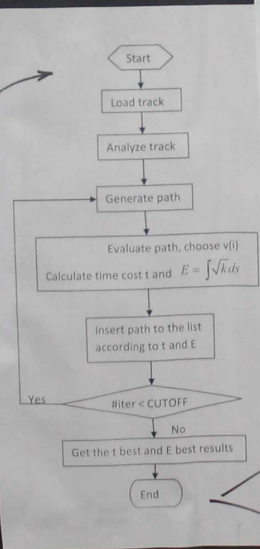 Start
Load track
Analyze track
Generate path
Evaluate path, choose v(i)
Calculate time cost t and E = ∫√k ds
Insert path to the list
according to t and E
#iter < CUTOFF
Yes
No
Get the t best and E best results
End